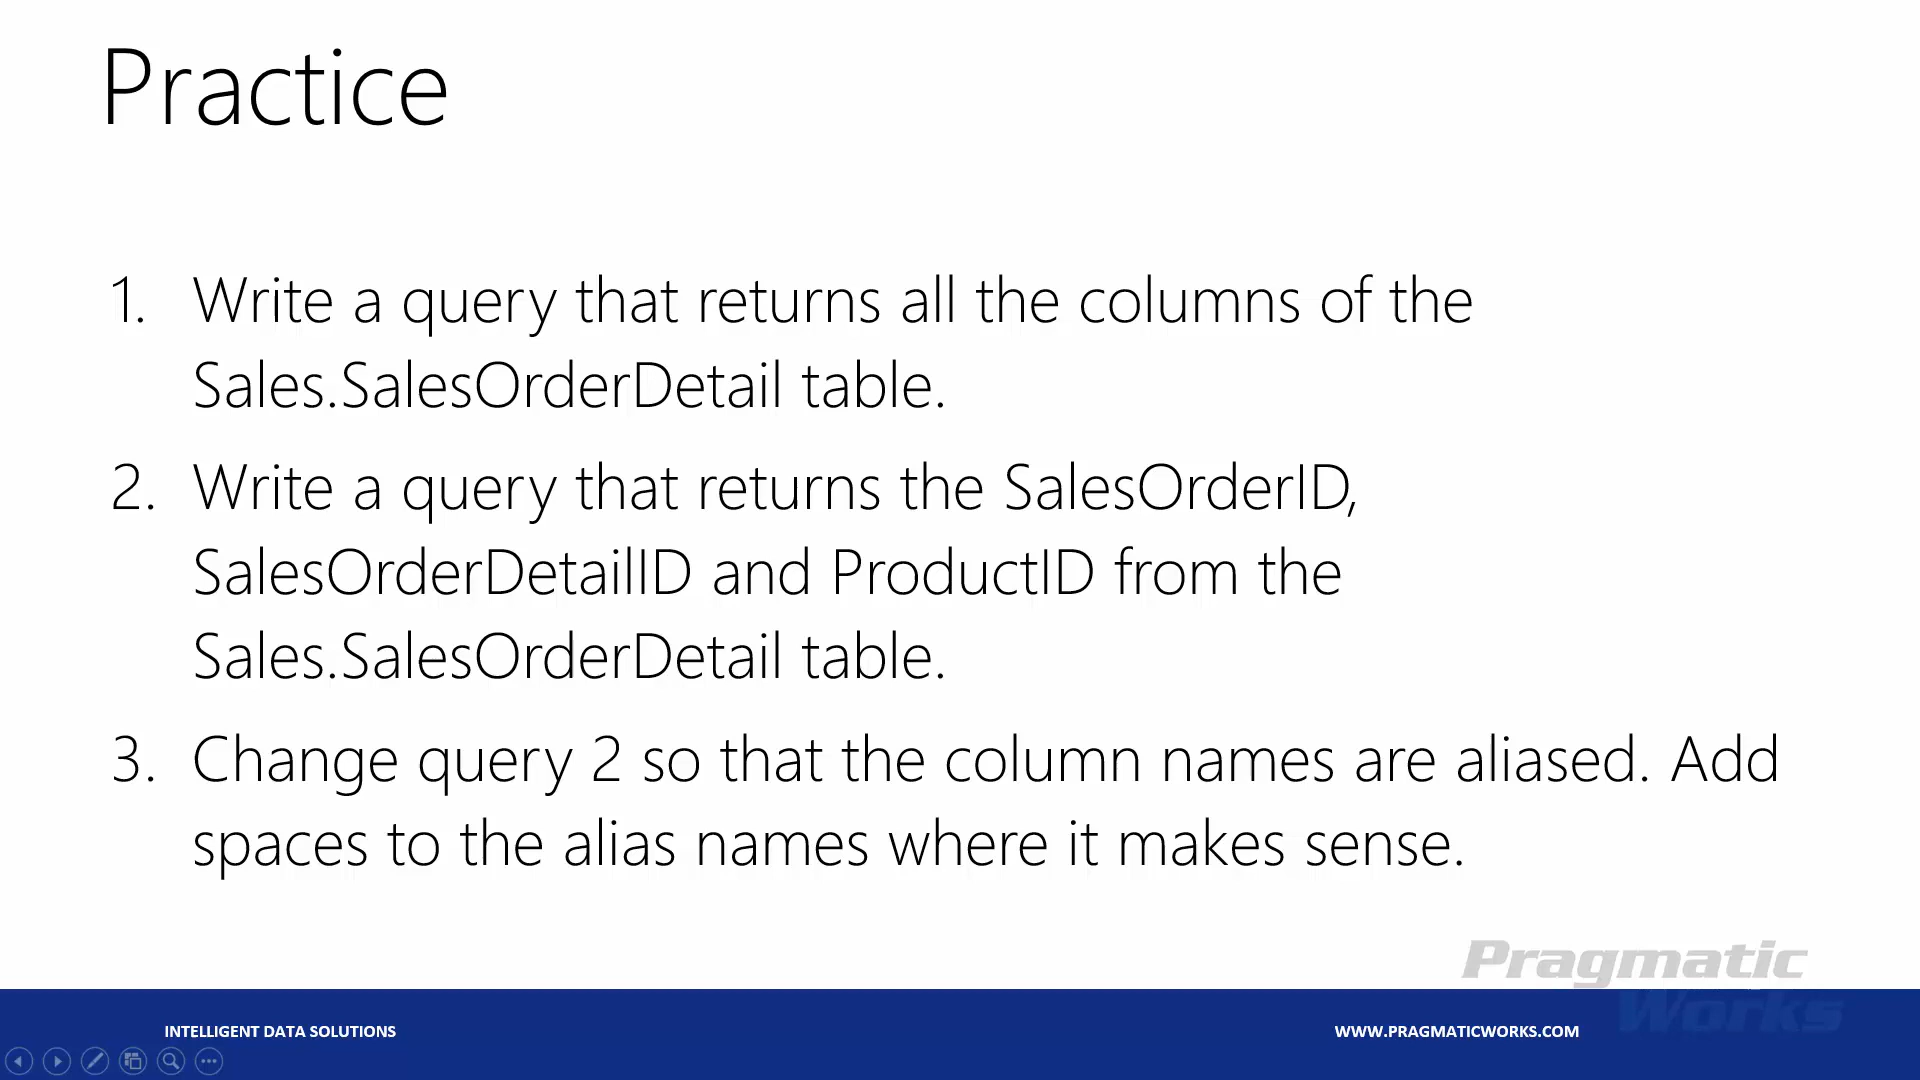 Practice
1. Write a query that returns all the columns of the
Sales.SalesOrderDetail table.
2. Write a query that returns the SalesOrderID,
SalesOrderDetailID and ProductID from the
Sales.SalesOrderDetail table.
3. Change query 2 so that the column names are aliased. Add
spaces to the alias names where it makes sense.
Pragmatic
Works
INTELLIGENT DATA SOLUTIONS
WWW.PRAGMATICWORKS.COM